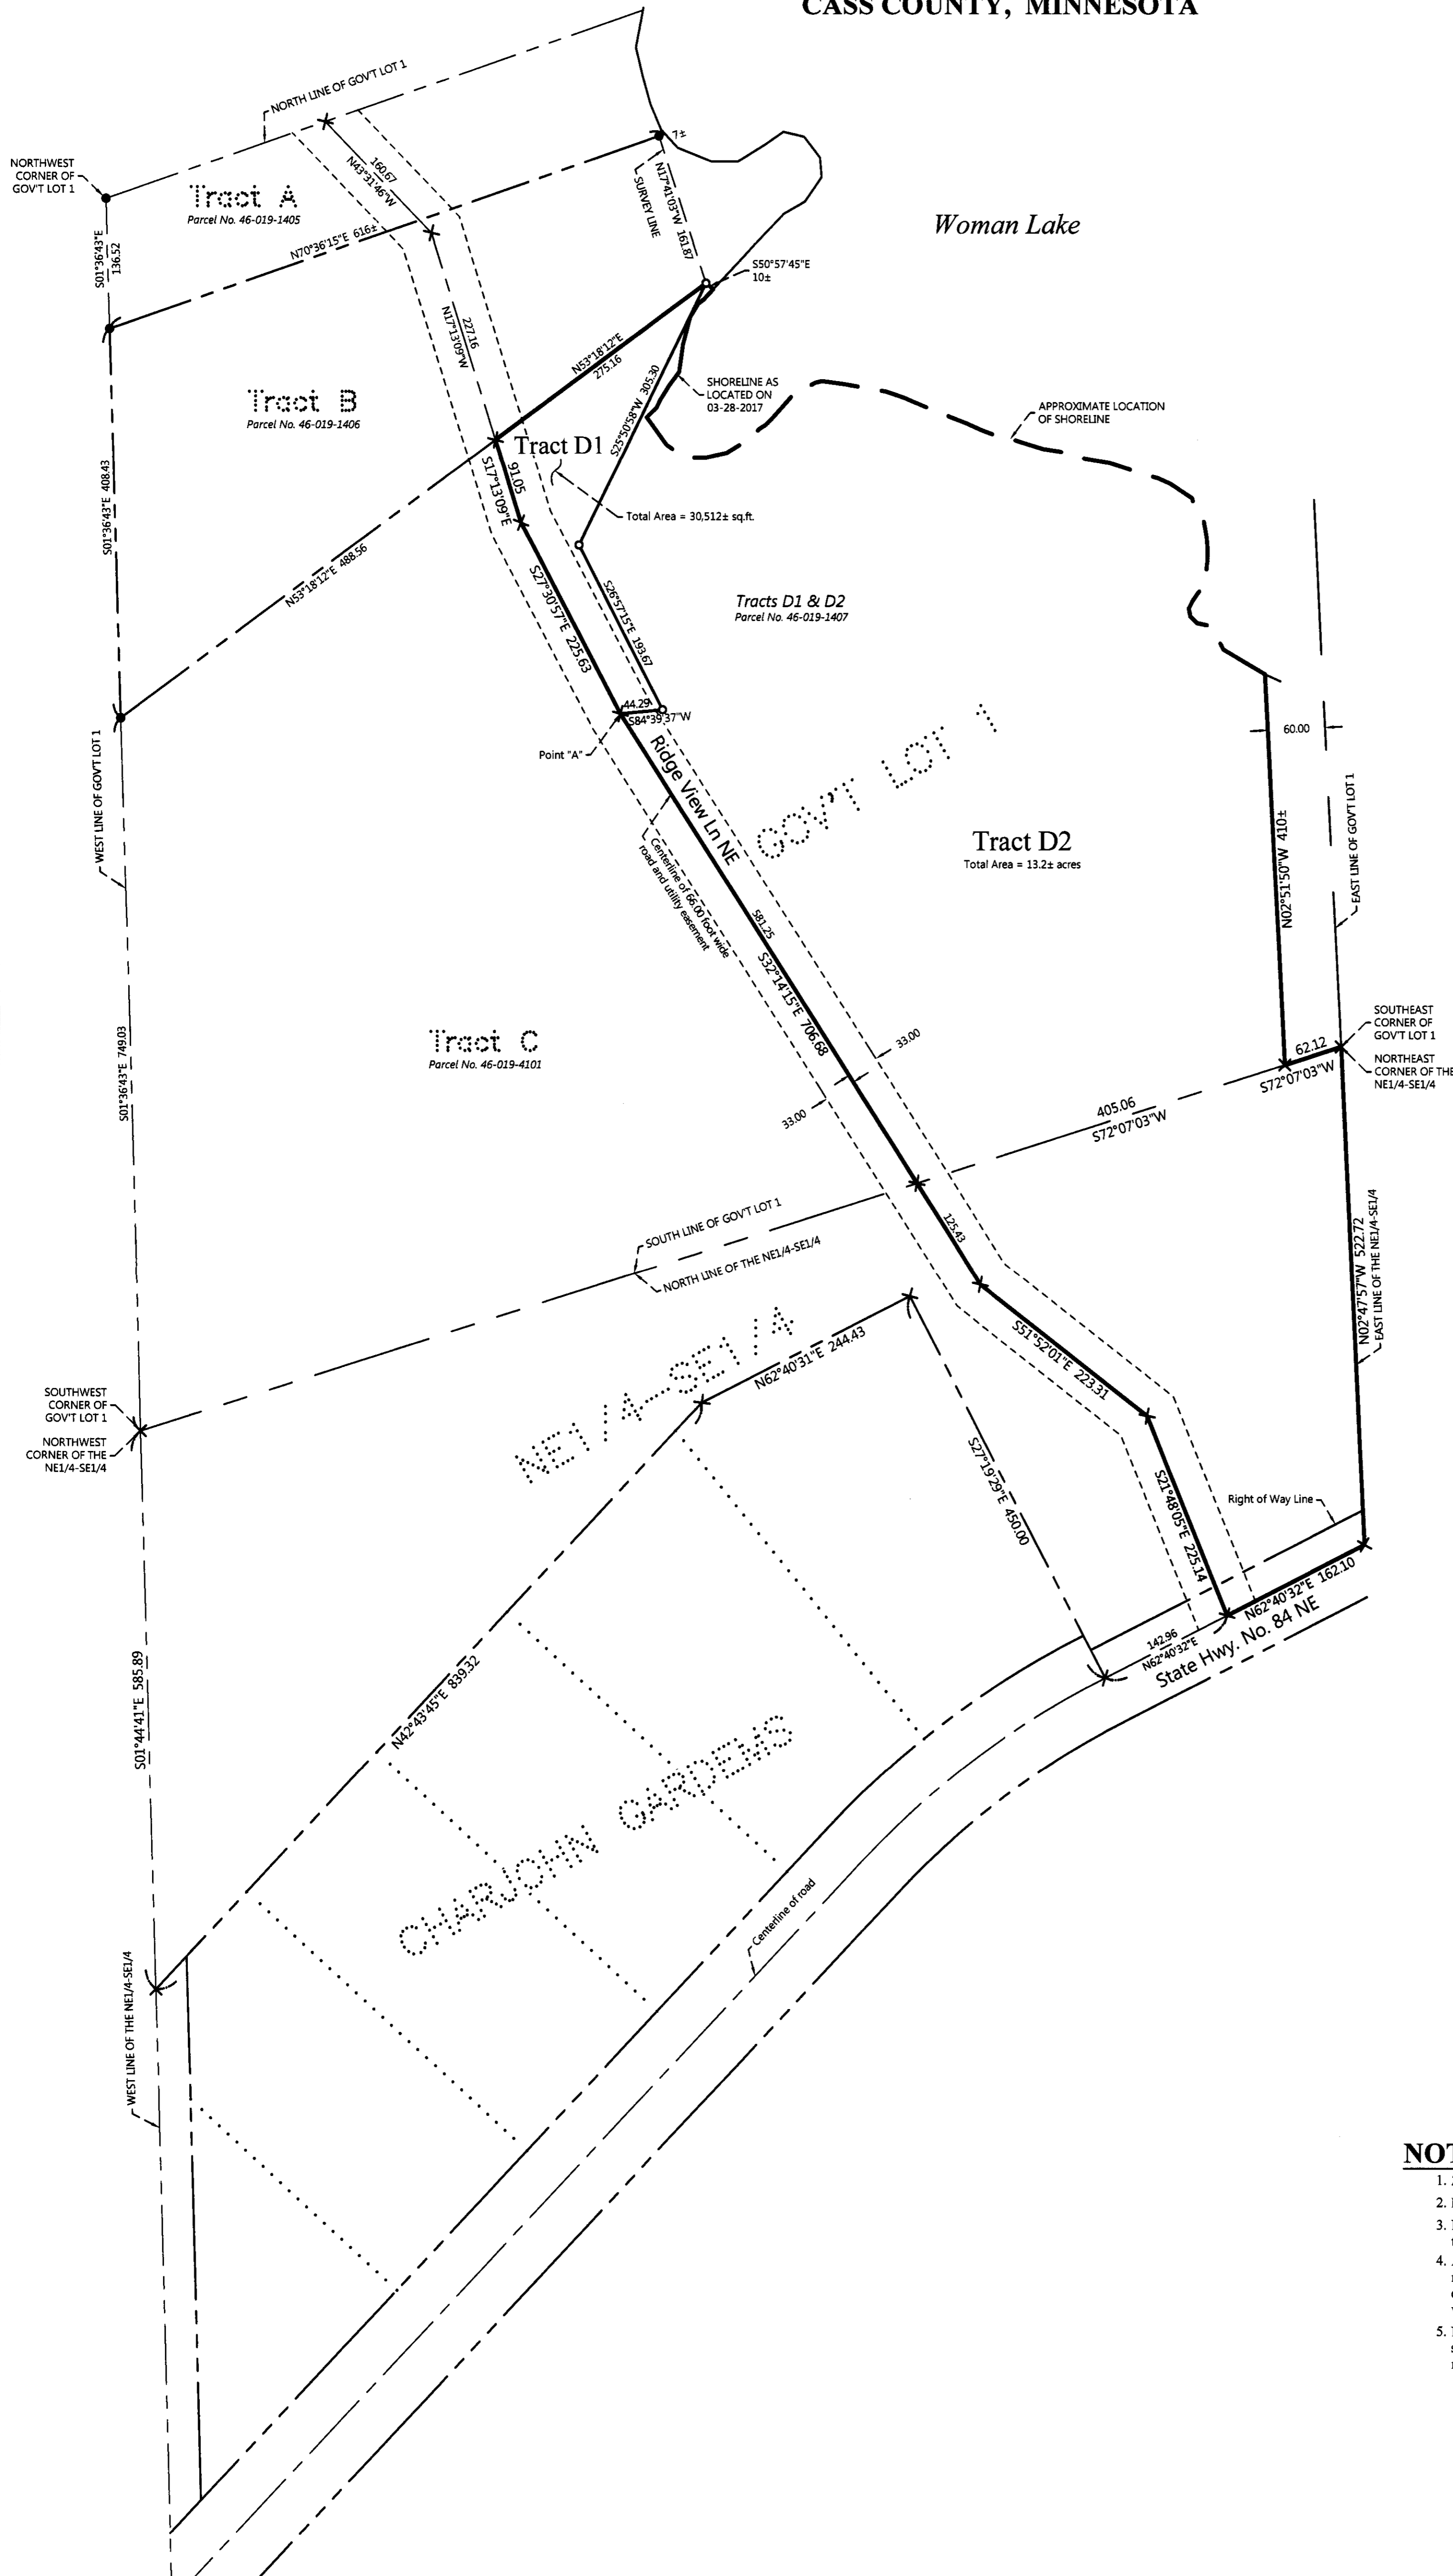 CASS COUNTY, MINNESOTA
NORTH LINE OF GOV'T LOT 1
NORTHWEST
CORNER OF
GOV'T LOT 1
Tract A
Parcel No. 46-019-1405
160.67
N43°31'46"W
7±
SURVEY LINE
N17°41'03"W 161.87
Woman Lake
S01°36'43"E
136.52
N70°36'15"E 616±
S50°57'45"E
10±
227.16
N17°13'09"W
N53°18'12"E
275.16
S25°50'58"W 305.30
SHORELINE AS
LOCATED ON
03-28-2017
APPROXIMATE LOCATION
OF SHORELINE
Tract B
Parcel No. 46-019-1406
Tract D1
91.05
S17°13'09"E
Total Area = 30,512± sq.ft.
S01°36'43"E 408.43
N53°18'12"E 488.56
S27°30'57"E 225.63
S26°57'15"E 193.67
Tracts D1 & D2
Parcel No. 46-019-1407
44.29
S84°39'37"W
Point "A"
Ridge View Ln NE
GOV'T LOT 1
60.00
WEST LINE OF GOV'T LOT 1
Centerline of 66.00 foot wide
road and utility easement
Tract D2
Total Area = 13.2± acres
N02°51'50"W 410±
EAST LINE OF GOV'T LOT 1
581.25
S32°14'15"E 706.68
Tract C
Parcel No. 46-019-4101
33.00
33.00
S01°36'43"E 749.03
SOUTHEAST
CORNER OF
GOV'T LOT 1
62.12
S72°07'03"W
NORTHEAST
CORNER OF THE
NE1/4-SE1/4
405.06
S72°07'03"W
SOUTH LINE OF GOV'T LOT 1
NORTH LINE OF THE NE1/4-SE1/4
125.43
N02°47'57"W 522.72
EAST LINE OF THE NE1/4-SE1/4
NE1/4-SE1/4
N62°40'31"E 244.43
S51°52'01"E 223.31
SOUTHWEST
CORNER OF
GOV'T LOT 1
NORTHWEST
CORNER OF THE
NE1/4-SE1/4
S27°19'29"E 450.00
S21°48'05"E 225.14
Right of Way Line
N62°40'32"E 162.10
142.96
N62°40'32"E
State Hwy. No. 84 NE
S01°44'41"E 585.89
N42°43'45"E 839.32
CHARJOHN GARDENS
Centerline of road
WEST LINE OF THE NE1/4-SE1/4
1.
2.
3.
4.
5.